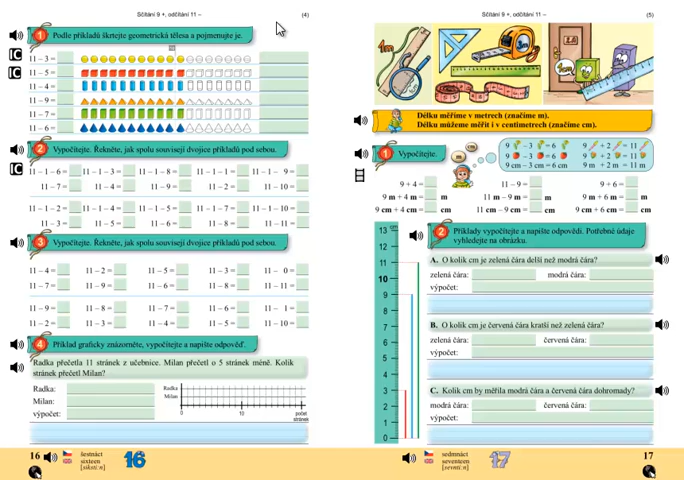 Sčítání 9 +, odčítání 11 –
(4)
1 Podle příkladů škrtejte geometrická tělesa a pojmenujte je.
11 – 3 =
11 – 5 =
11 – 4 =
11 – 9 =
11 – 7 =
11 – 6 =
2 Vypočítejte. Řekněte, jak spolu souvisejí dvojice příkladů pod sebou.
11 – 1 – 6 = 11 – 1 – 3 = 11 – 1 – 8 = 11 – 1 – 1 = 11 – 1 – 9 =
11 – 7 = 11 – 4 = 11 – 9 = 11 – 2 = 11 – 10 =
11 – 1 – 2 = 11 – 1 – 4 = 11 – 1 – 5 = 11 – 1 – 7 = 11 – 1 – 10 =
11 – 3 = 11 – 5 = 11 – 6 = 11 – 8 = 11 – 11 =
3 Vypočítejte. Řekněte, jak spolu souvisejí dvojice příkladů pod sebou.
11 – 4 = 11 – 2 = 11 – 5 = 11 – 3 = 11 – 0 =
11 – 7 = 11 – 9 = 11 – 6 = 11 – 8 = 11 – 11 =
11 – 9 = 11 – 8 = 11 – 7 = 11 – 6 = 11 – 1 =
11 – 2 = 11 – 3 = 11 – 4 = 11 – 5 = 11 – 10 =
4 Příklad graficky znázorněte, vypočítejte a napište odpověď.
Radka přečetla 11 stránek z učebnice. Milan přečetl o 5 stránek méně. Kolik
stránek přečetl Milan?
Radka:
Milan:
výpočet:
Radka
Milan
0 10 počet
stránek
16
šestnáct
sixteen
[siksti:n]
16
Sčítání 9 +, odčítání 11 –
(5)
1m
1m
Délku měříme v metrech (značíme m).
Délku můžeme měřit i v centimetrech (značíme cm).
1 Vypočítejte.
m
cm
9 – 3 = 6
9 + 2 = 11
9 – 3 = 6
9 + 2 = 11
9 cm – 3 cm = 6 cm
9 m + 2 m = 11 m
9 + 4 = 11 – 9 = 9 + 6 =
9 m + 4 m = m 11 m – 9 m = m 9 m + 6 m = m
9 cm + 4 cm = cm 11 cm – 9 cm = cm 9 cm + 6 cm = cm
2 Příklady vypočítejte a napište odpovědi. Potřebné údaje
vyhledejte na obrázku.
13 cm
12
11
10
9
8
7
6
5
4
3
2
1
0
A. O kolik cm je zelená čára delší než modrá čára?
zelená čára: modrá čára:
výpočet:
B. O kolik cm je červená čára kratší než zelená čára?
zelená čára: červená čára:
výpočet:
C. Kolik cm by měřila modrá čára a červená čára dohromady?
modrá čára: červená čára:
výpočet:
sedmnáct
seventeen
[sevnti:n]
17
17